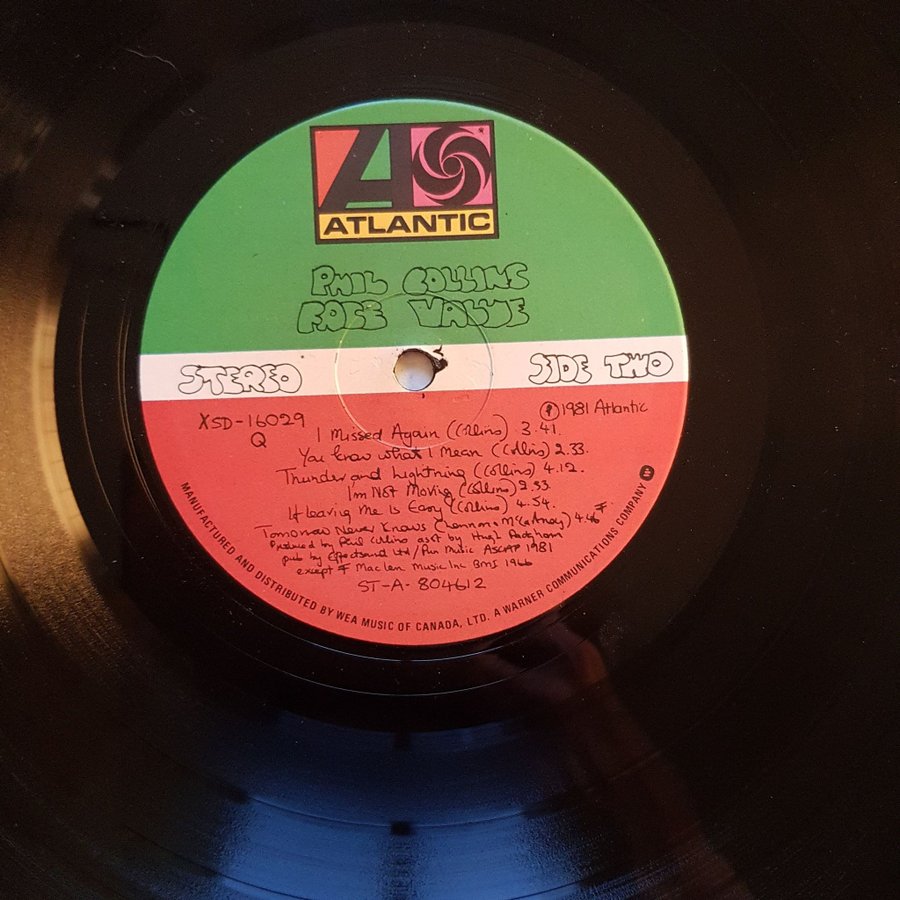 ATLANTIC
PHIL COLLINS
FACE VALUE
STEREO SIDE TWO
XSD-16029 Ⓟ1981 Atlantic
Q
I Missed Again (Collins) 3.41.
You know what I Mean (Collins) 2.33.
Thunder and Lightning (Collins) 4.12.
I'm Not Moving (Collins) 2.33
If Leaving Me Is Easy (Collins) 4.54.
Tomorrow Never Knows (Lennon + McCartney) 4.46 #
Produced by Phil Collins asst by Hugh Padgham
pub by Effectsound Ltd/Pun Music ASCAP 1981
except # Maclen Music Inc BMI 1966
ST-A-804612
MANUFACTURED AND DISTRIBUTED BY WEA MUSIC OF CANADA, LTD. A WARNER COMMUNICATIONS COMPANY